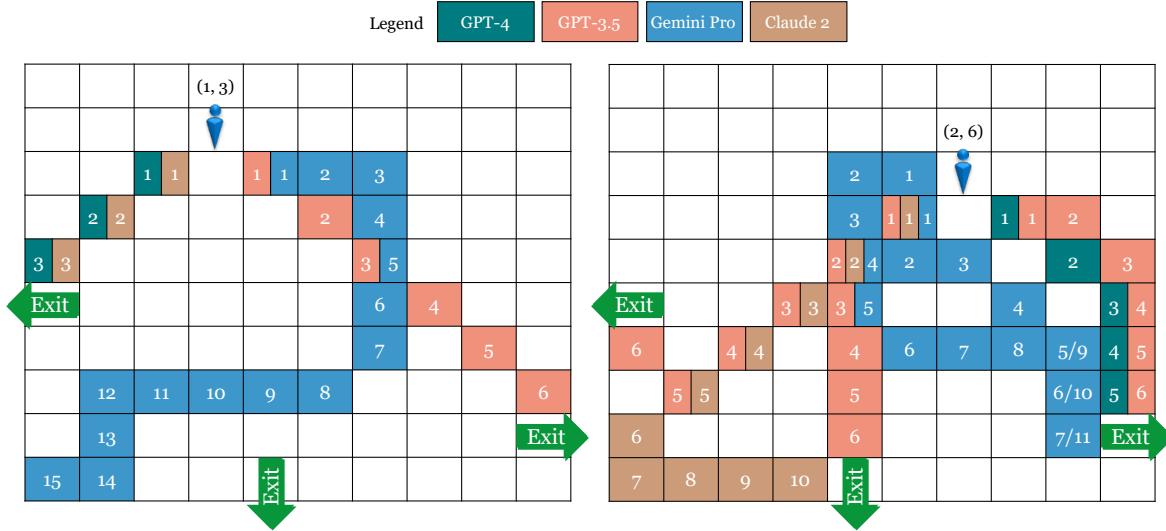 Legend GPT-4 GPT-3.5 Gemini Pro Claude 2
(1, 3)
1 1 1 1 2 3
2 2 2 4
3 3 3 5
Exit 6 4
7 5
12 11 10 9 8 6
13 Exit
15 14 Exit
(2, 6)
2 1
3 1 1 1 1 1 2
2 2 4 2 3 2 3
Exit 3 3 3 5 4 3 4
6 4 4 4 6 7 8 5/9 4 5
5 5 5 6/10 5 6
6 6 7/11 Exit
7 8 9 10 Exit